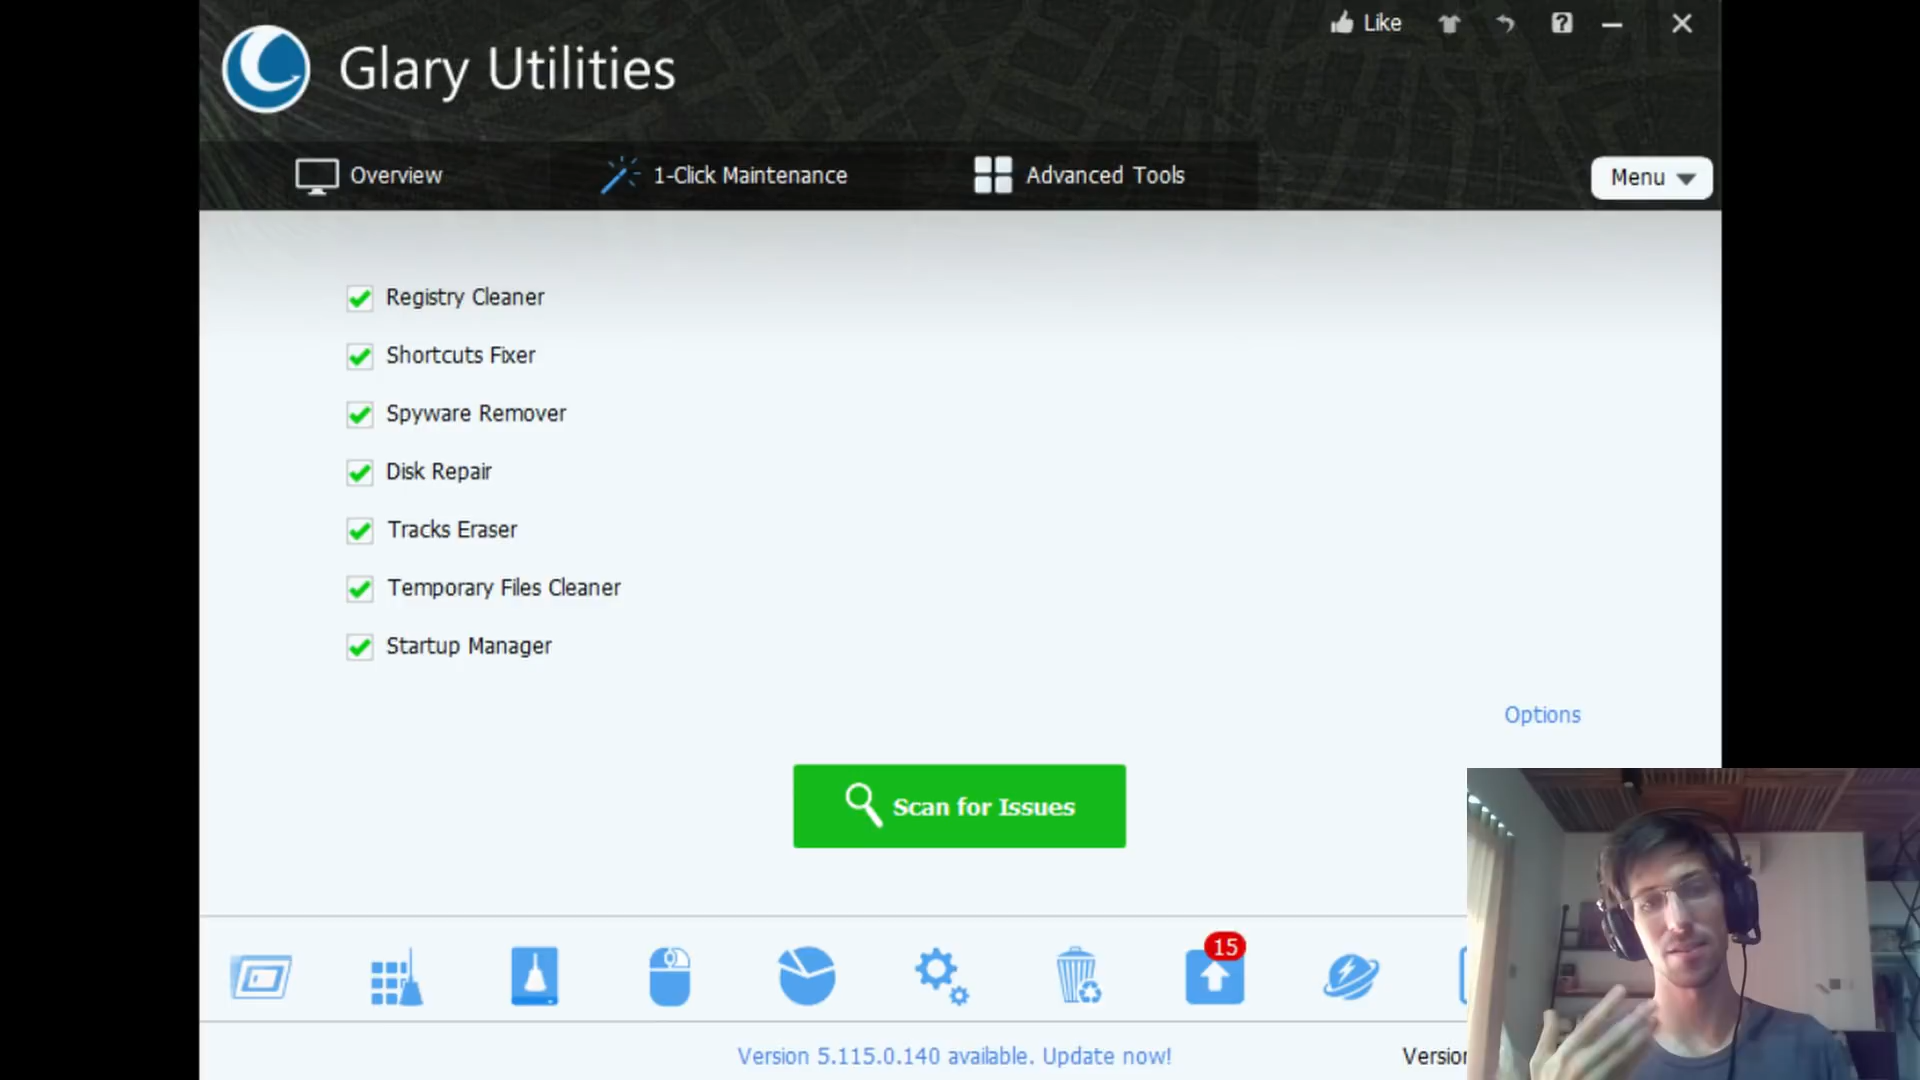 Like
?
Glary Utilities
Overview
1-Click Maintenance
Advanced Tools
Menu
Registry Cleaner
Shortcuts Fixer
Spyware Remover
Disk Repair
Tracks Eraser
Temporary Files Cleaner
Startup Manager
Options
Scan for Issues
15
Version 5.115.0.140 available. Update now!
Versio